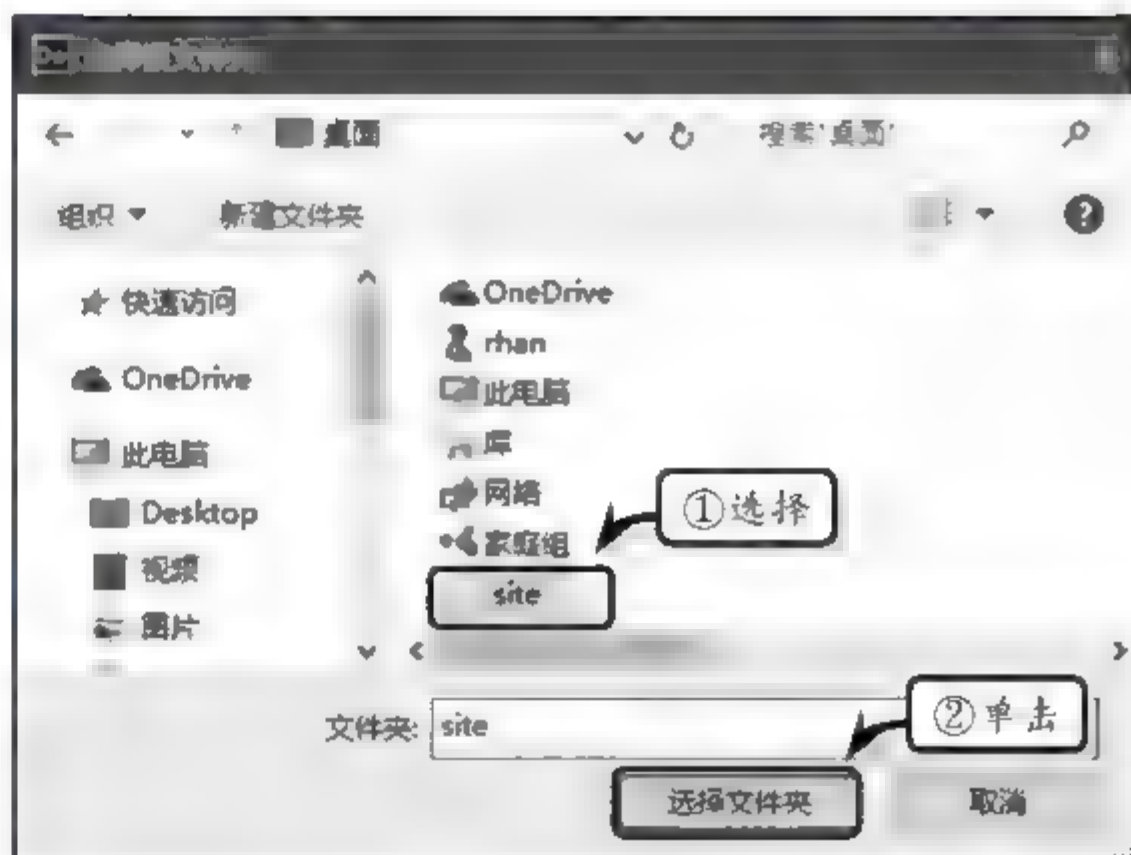 桌面 搜索"桌面"
组织 新建文件夹
快速访问
OneDrive
此电脑
Desktop
视频
图片
OneDrive
rhan
此电脑
库
网络
家庭组
site
①选择
文件夹: site
②单击
选择文件夹 取消